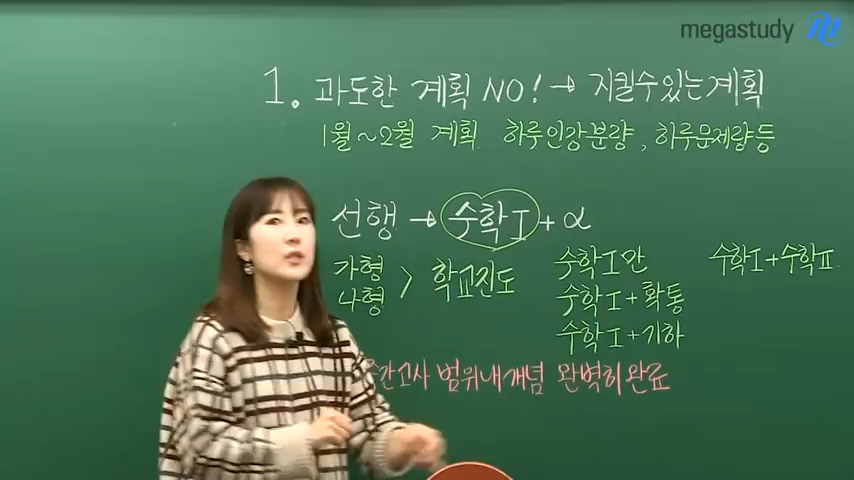 megastudy
1. 과도한 계획 NO! → 지킬수있는계획
1월~2월 계획 하루인강분량, 하루문제량등
선행 → 수학I + α
가형
나형
> 학교진도
수학I만
수학I+확통
수학I+기하
수학I+수학II
간고사 범위내개념 완벽히완료